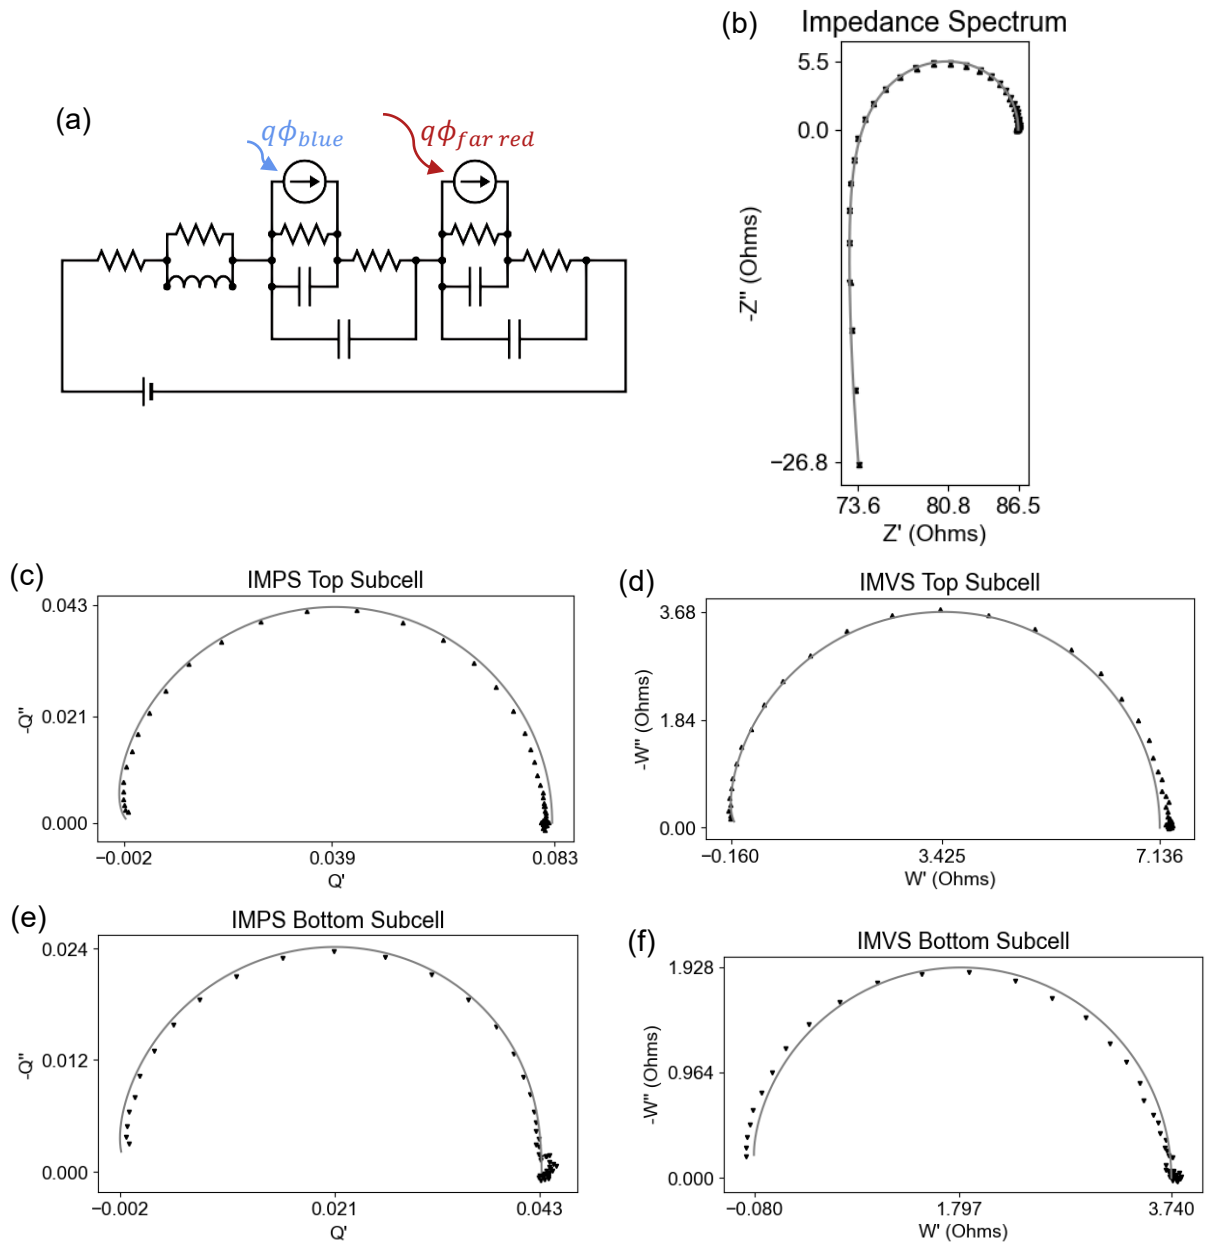 (a)
qϕblue
qϕfar red
(b)
Impedance Spectrum
5.5
0.0
−26.8
-Z'' (Ohms)
73.6 80.8 86.5
Z' (Ohms)
(c)
IMPS Top Subcell
0.043
0.021
0.000
-Q''
−0.002 0.039 0.083
Q'
(d)
IMVS Top Subcell
3.68
1.84
0.00
-W'' (Ohms)
−0.160 3.425 7.136
W' (Ohms)
(e)
IMPS Bottom Subcell
0.024
0.012
0.000
-Q''
−0.002 0.021 0.043
Q'
(f)
IMVS Bottom Subcell
1.928
0.964
0.000
-W'' (Ohms)
−0.080 1.797 3.740
W' (Ohms)